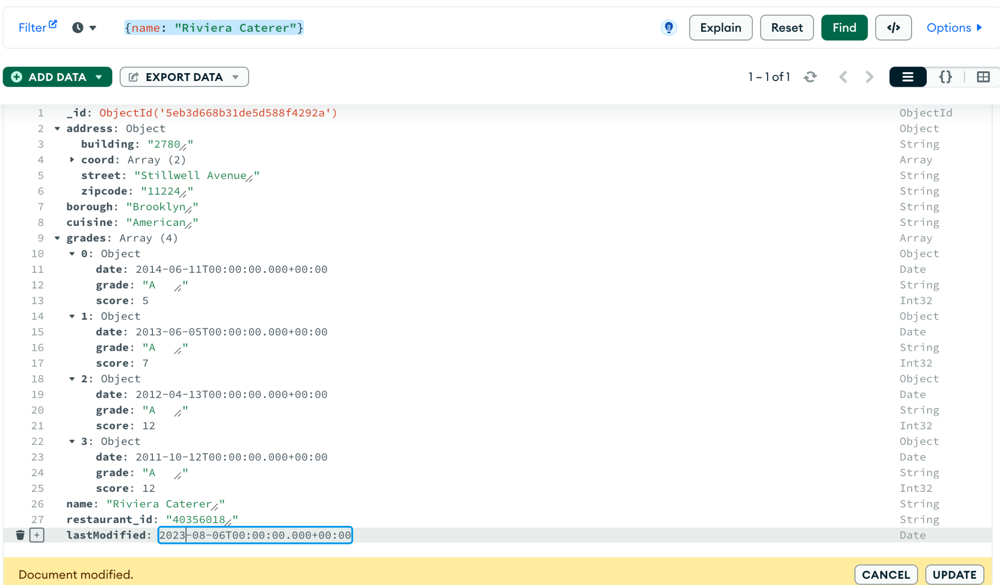 Filter {name: "Riviera Caterer"} Explain Reset Find </> Options
ADD DATA EXPORT DATA 1 – 1 of 1 {}
1 _id: ObjectId('5eb3d668b31de5d588f4292a') ObjectId
2 address: Object Object
3 building: "2780" String
4 coord: Array (2) Array
5 street: "Stillwell Avenue" String
6 zipcode: "11224" String
7 borough: "Brooklyn" String
8 cuisine: "American" String
9 grades: Array (4) Array
10 0: Object Object
11 date: 2014-06-11T00:00:00.000+00:00 Date
12 grade: "A" String
13 score: 5 Int32
14 1: Object Object
15 date: 2013-06-05T00:00:00.000+00:00 Date
16 grade: "A" String
17 score: 7 Int32
18 2: Object Object
19 date: 2012-04-13T00:00:00.000+00:00 Date
20 grade: "A" String
21 score: 12 Int32
22 3: Object Object
23 date: 2011-10-12T00:00:00.000+00:00 Date
24 grade: "A" String
25 score: 12 Int32
26 name: "Riviera Caterer" String
27 restaurant_id: "40356018" String
+ lastModified: 2023-08-06T00:00:00.000+00:00 Date
Document modified. CANCEL UPDATE